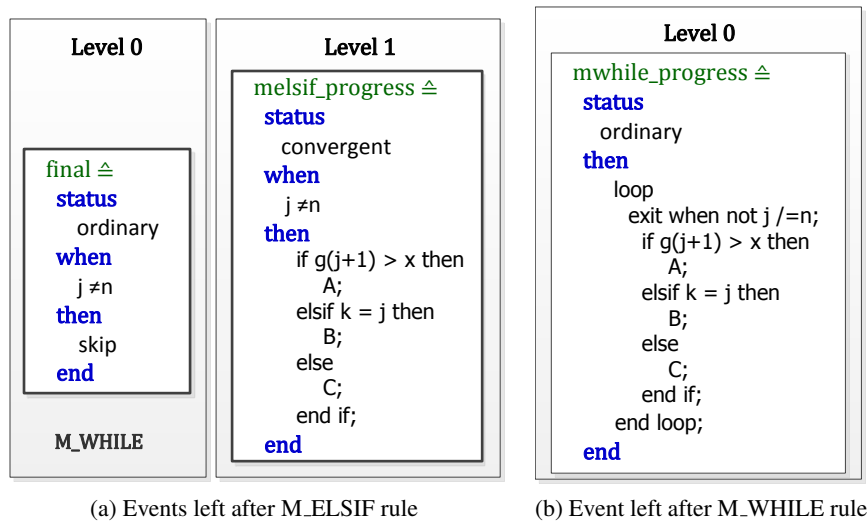 Level 0
final ≙
status
ordinary
when
j ≠n
then
skip
end
M_WHILE
Level 1
melsif_progress ≙
status
convergent
when
j ≠n
then
if g(j+1) > x then
A;
elsif k = j then
B;
else
C;
end if;
end
(a) Events left after M_ELSIF rule
Level 0
mwhile_progress ≙
status
ordinary
then
loop
exit when not j /=n;
if g(j+1) > x then
A;
elsif k = j then
B;
else
C;
end if;
end loop;
end
(b) Event left after M_WHILE rule